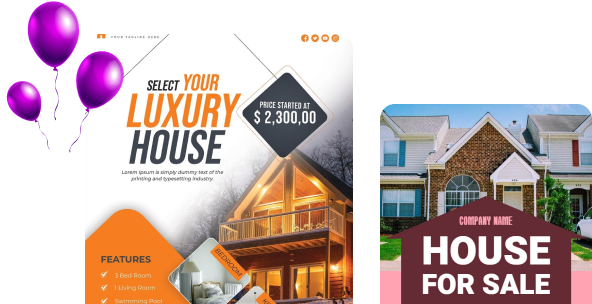 YOUR TAGLINE HERE
SELECT YOUR
LUXURY
HOUSE
Lorem Ipsum is simply dummy text of the
printing and typesetting industry.
PRICE STARTED AT
$ 2,300,00
FEATURES
3 Bed Room
1 Living Room
Swimming Pool
BEDROOM
COMPANY NAME
HOUSE
FOR SALE